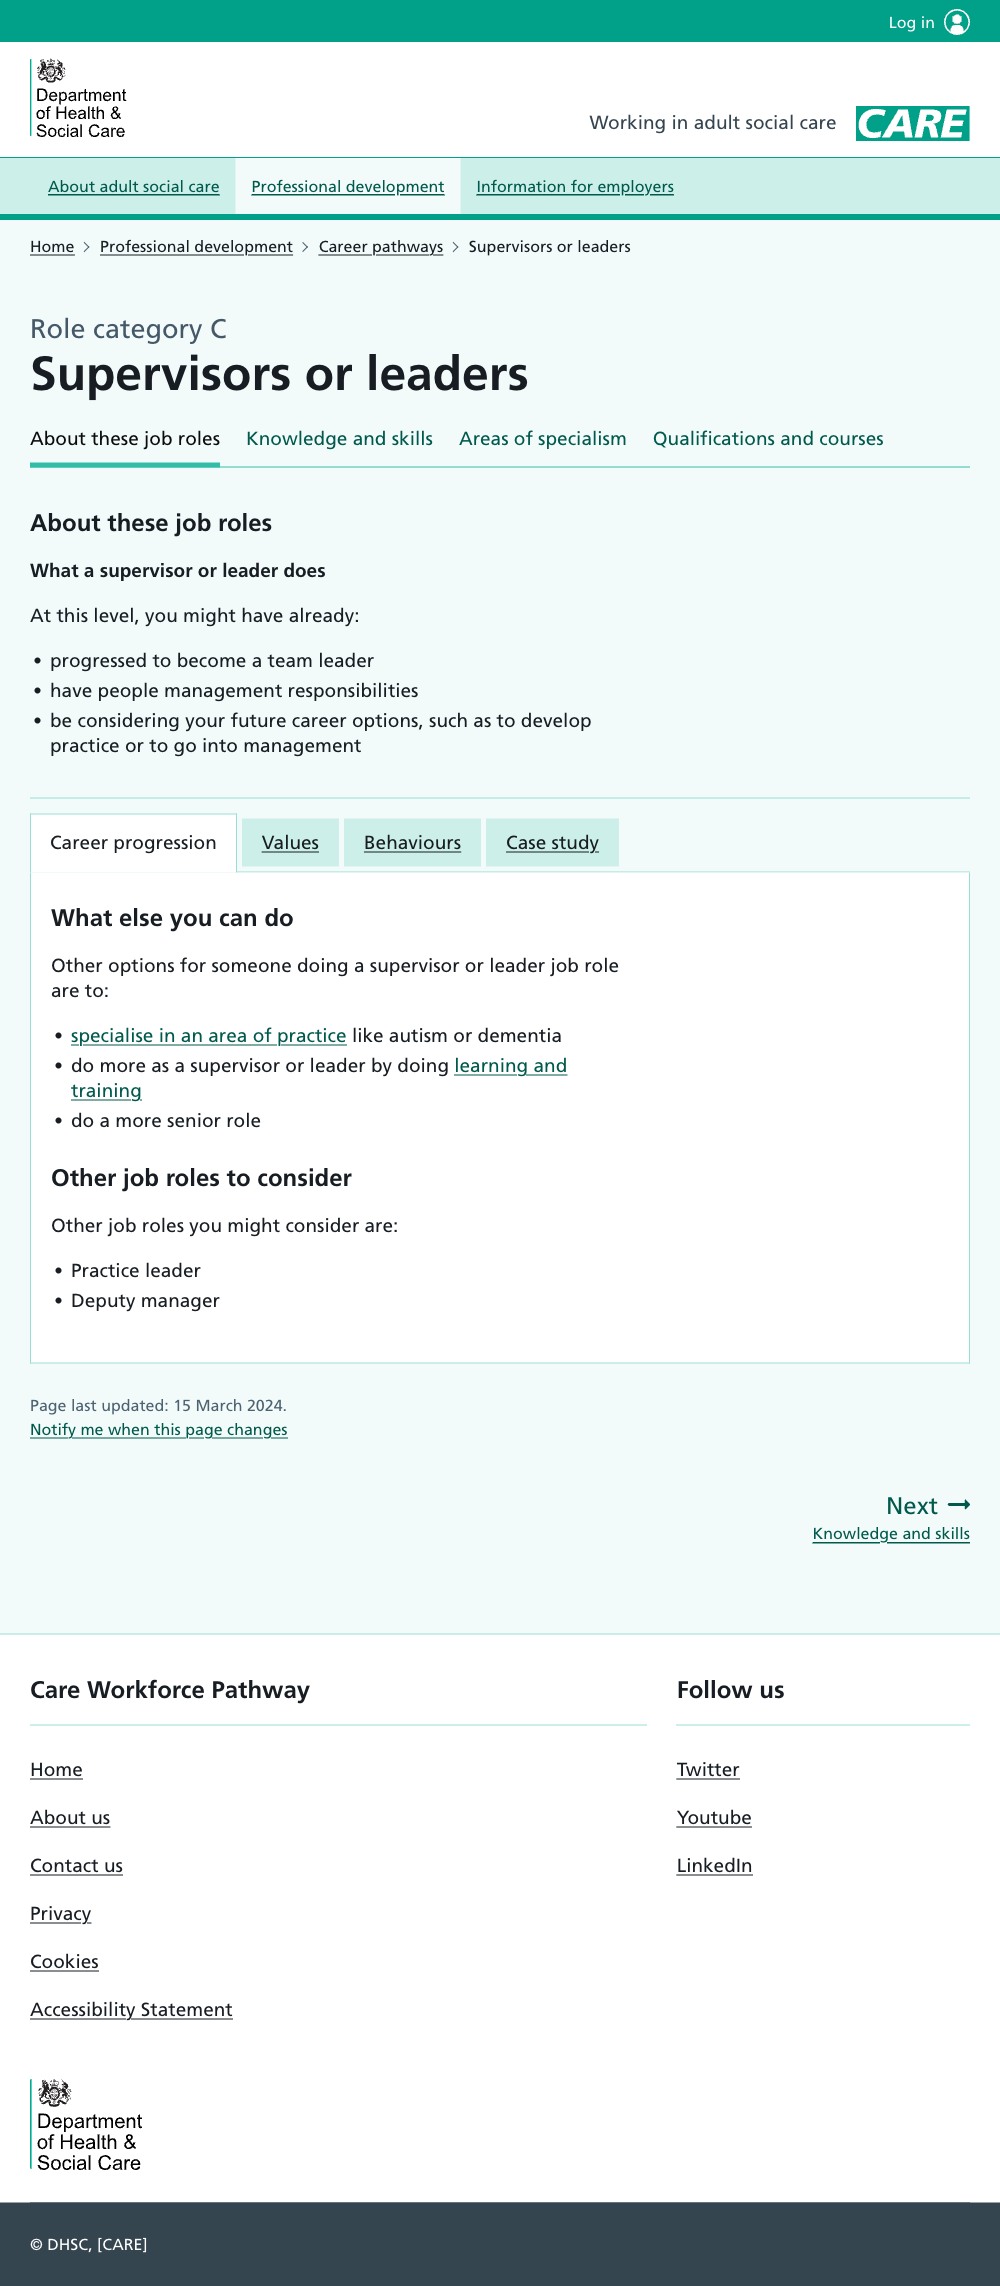 Log in
Department
of Health &
Social Care
Working in adult social care
CARE
About adult social care
Professional development
Information for employers
Home
Professional development
Career pathways
Supervisors or leaders
Role category C
Supervisors or leaders
About these job roles
Knowledge and skills
Areas of specialism
Qualifications and courses
About these job roles
What a supervisor or leader does
At this level, you might have already:
• progressed to become a team leader
• have people management responsibilities
• be considering your future career options, such as to develop
practice or to go into management
Career progression
Values
Behaviours
Case study
What else you can do
Other options for someone doing a supervisor or leader job role
are to:
• specialise in an area of practice like autism or dementia
• do more as a supervisor or leader by doing learning and
training
• do a more senior role
Other job roles to consider
Other job roles you might consider are:
• Practice leader
• Deputy manager
Page last updated: 15 March 2024.
Notify me when this page changes
Next
Knowledge and skills
Care Workforce Pathway
Home
About us
Contact us
Privacy
Cookies
Accessibility Statement
Follow us
Twitter
Youtube
LinkedIn
Department
of Health &
Social Care
© DHSC, [CARE]